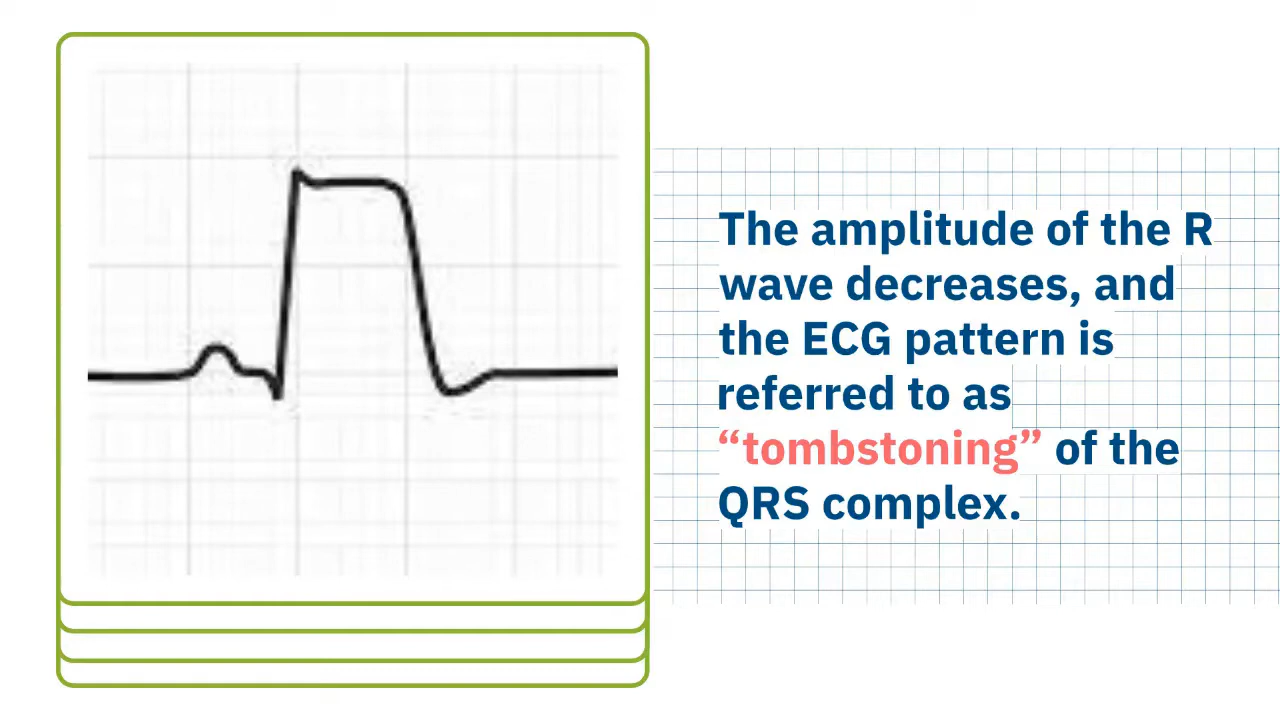 The amplitude of the R
wave decreases, and
the ECG pattern is
referred to as
“tombstoning” of the
QRS complex.